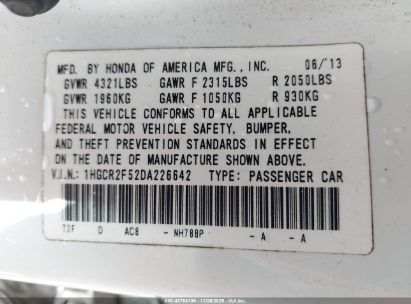 MFD. BY HONDA OF AMERICA MFG., INC. 06/13
GVWR 4321LBS GAWR F 2315LBS R 2050LBS
GVWR 1960KG GAWR F 1050KG R 930KG
THIS VEHICLE CONFORMS TO ALL APPLICABLE
FEDERAL MOTOR VEHICLE SAFETY, BUMPER,
AND THEFT PREVENTION STANDARDS IN EFFECT
ON THE DATE OF MANUFACTURE SHOWN ABOVE.
V.I.N.: 1HGCR2F52DA226642 TYPE: PASSENGER CAR
T2F D AC8 - NH788P - A - A